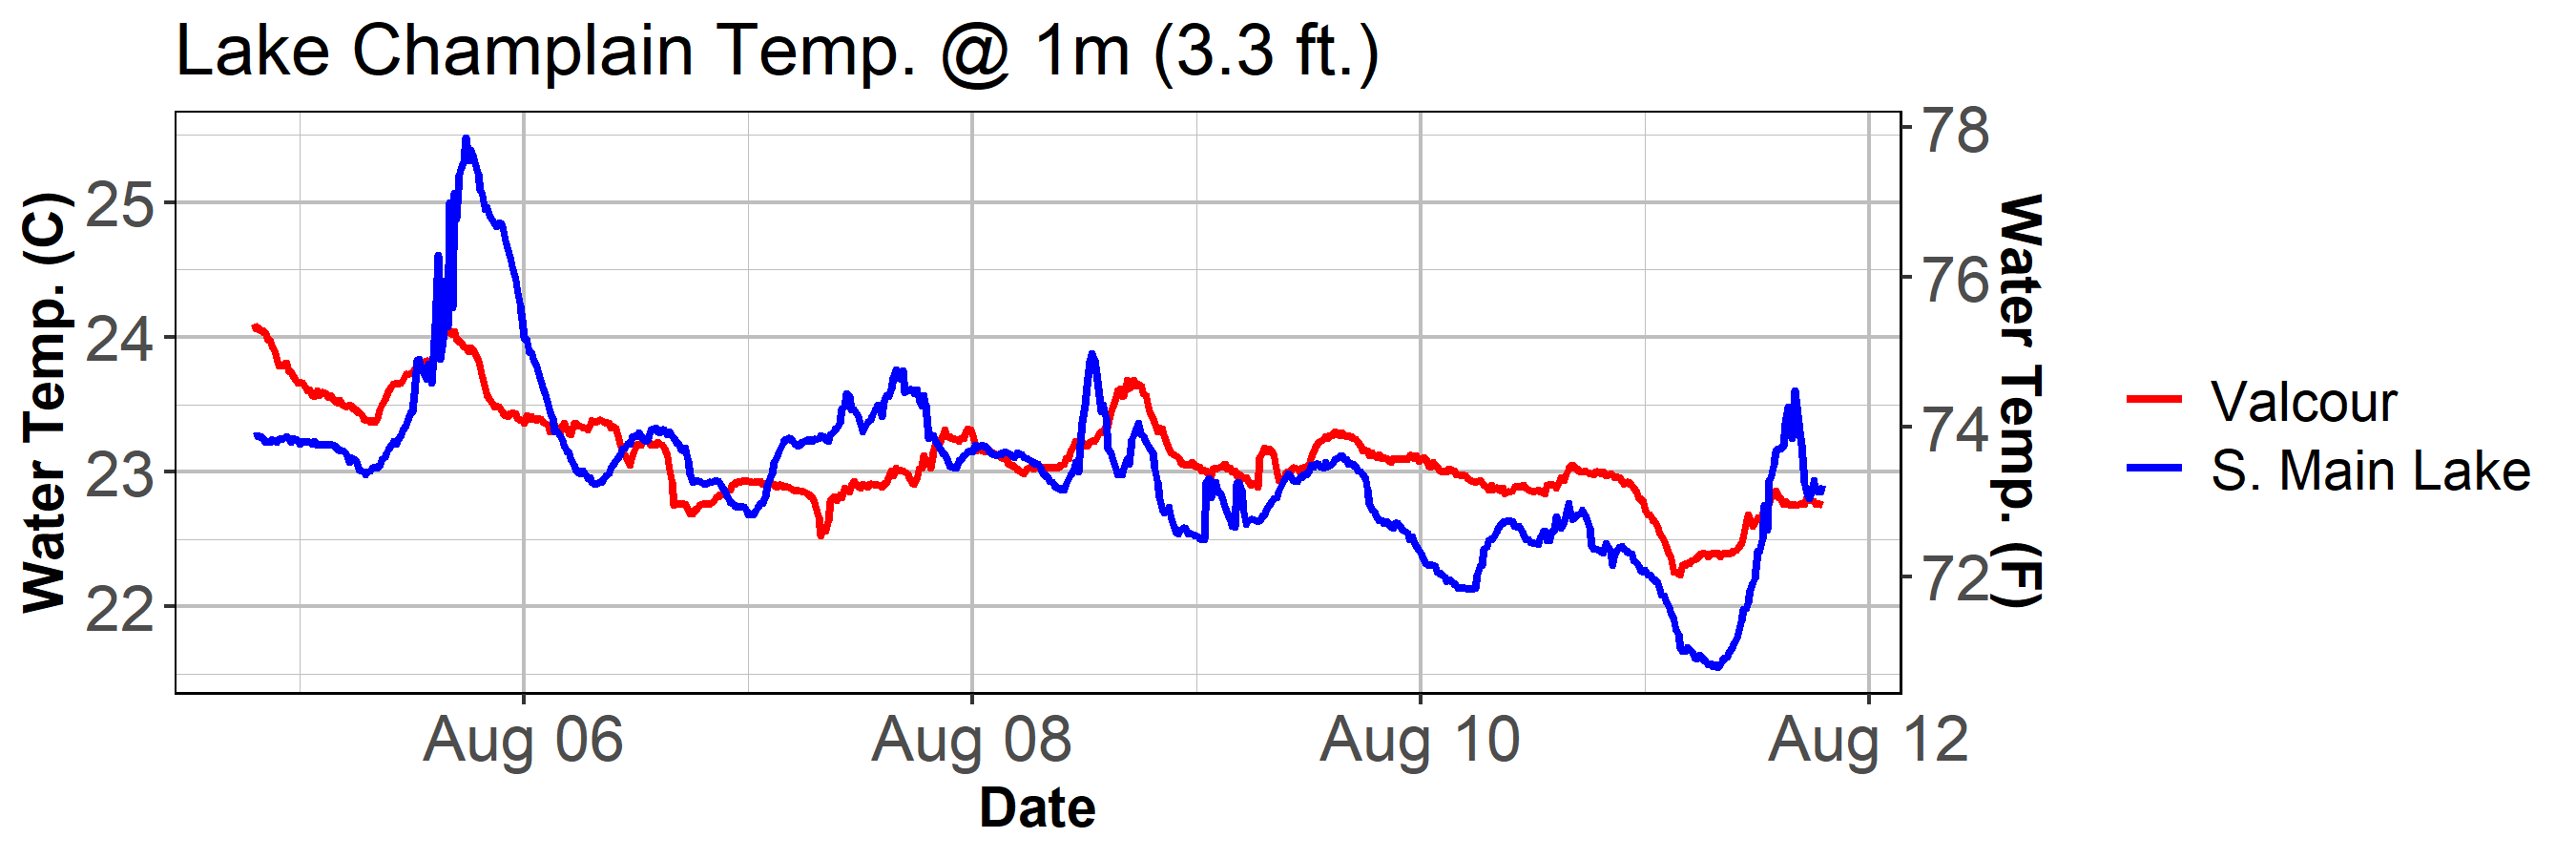 Lake Champlain Temp. @ 1m (3.3 ft.)
Water Temp. (C)
25
24
23
22
78
76
74
72
Water Temp. (F)
Aug 06
Aug 08
Aug 10
Aug 12
Date
Valcour
S. Main Lake